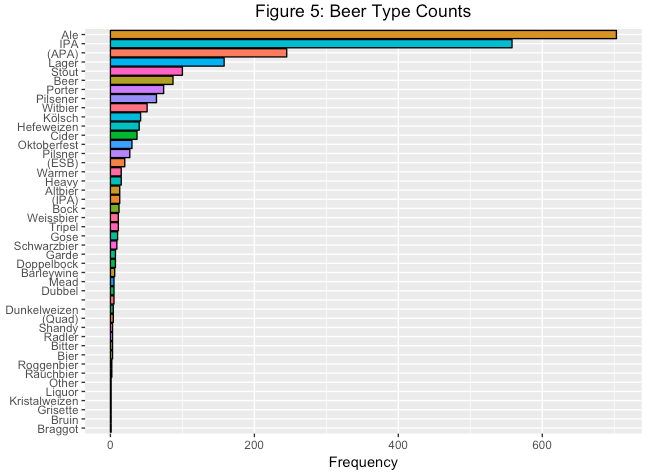 Figure 5: Beer Type Counts
Ale
IPA
(APA)
Lager
Stout
Beer
Porter
Pilsener
Witbier
Kölsch
Hefeweizen
Cider
Oktoberfest
Pilsner
(ESB)
Warmer
Heavy
Altbier
(IPA)
Bock
Weissbier
Tripel
Gose
Schwarzbier
Garde
Doppelbock
Barleywine
Mead
Dubbel
Dunkelweizen
(Quad)
Shandy
Radler
Bitter
Bier
Roggenbier
Rauchbier
Other
Liquor
Kristalweizen
Grisette
Bruin
Braggot
0 200 400 600
Frequency